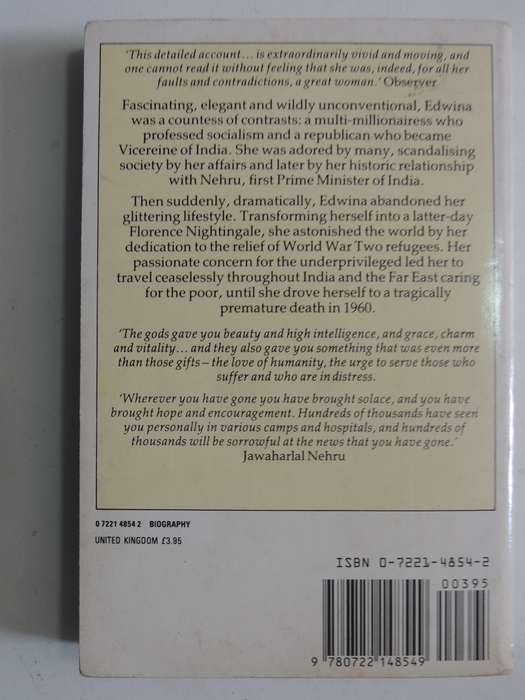 'This detailed account... is extraordinarily vivid and moving, and
one cannot read it without feeling that she was, indeed, for all her
faults and contradictions, a great woman.' Observer
Fascinating, elegant and wildly unconventional, Edwina
was a countess of contrasts: a multi-millionairess who
professed socialism and a republican who became
Vicereine of India. She was adored by many, scandalising
society by her affairs and later by her historic relationship
with Nehru, first Prime Minister of India.
Then suddenly, dramatically, Edwina abandoned her
glittering lifestyle. Transforming herself into a latter-day
Florence Nightingale, she astonished the world by her
dedication to the relief of World War Two refugees. Her
passionate concern for the underprivileged led her to
travel ceaselessly throughout India and the Far East caring
for the poor, until she drove herself to a tragically
premature death in 1960.
'The gods gave you beauty and high intelligence, and grace, charm
and vitality... and they also gave you something that was even more
than those gifts – the love of humanity, the urge to serve those who
suffer and who are in distress.
'Wherever you have gone you have brought solace, and you have
brought hope and encouragement. Hundreds of thousands have seen
you personally in various camps and hospitals, and hundreds of
thousands will be sorrowful at the news that you have gone.'
Jawaharlal Nehru
0 7221 4854 2 BIOGRAPHY
UNITED KINGDOM £3.95
ISBN 0-7221-4854-2
00395
9 780722 148549